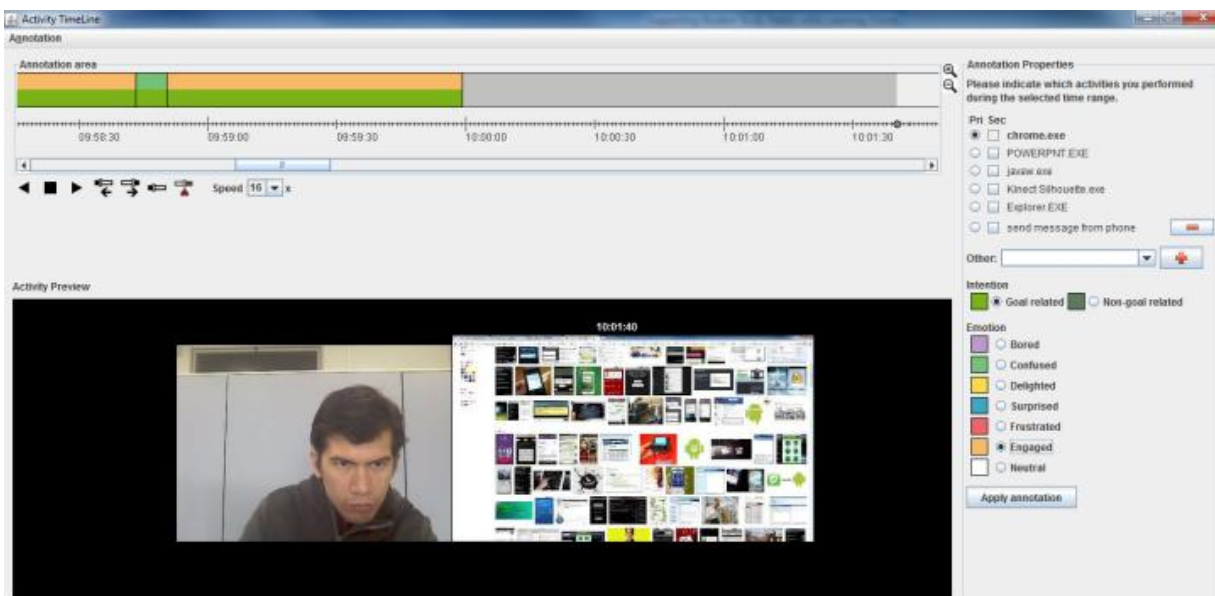 Activity TimeLine
Annotation
Annotation area
09:58:30 09:59:00 09:59:30 10:00:00 10:00:30 10:01:00 10:01:30
Speed 16 x
Activity Preview
10:01:40
Annotation Properties
Please indicate which activities you performed
during the selected time range.
Pri Sec
chrome.exe
POWERPNT.EXE
javaw.exe
Kinect Silhouette.exe
Explorer.EXE
send message from phone
Other:
Intention
Goal related Non-goal related
Emotion
Bored
Confused
Delighted
Surprised
Frustrated
Engaged
Neutral
Apply annotation